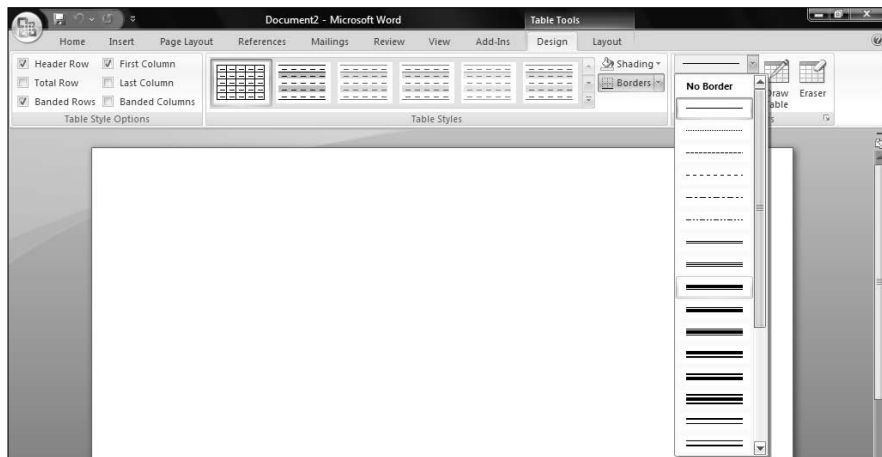 Document2 - Microsoft Word
Table Tools
Home Insert Page Layout References Mailings Review View Add-Ins Design Layout
Header Row First Column
Total Row Last Column
Banded Rows Banded Columns
Table Style Options
Table Styles
Shading
Borders
No Border
Eraser